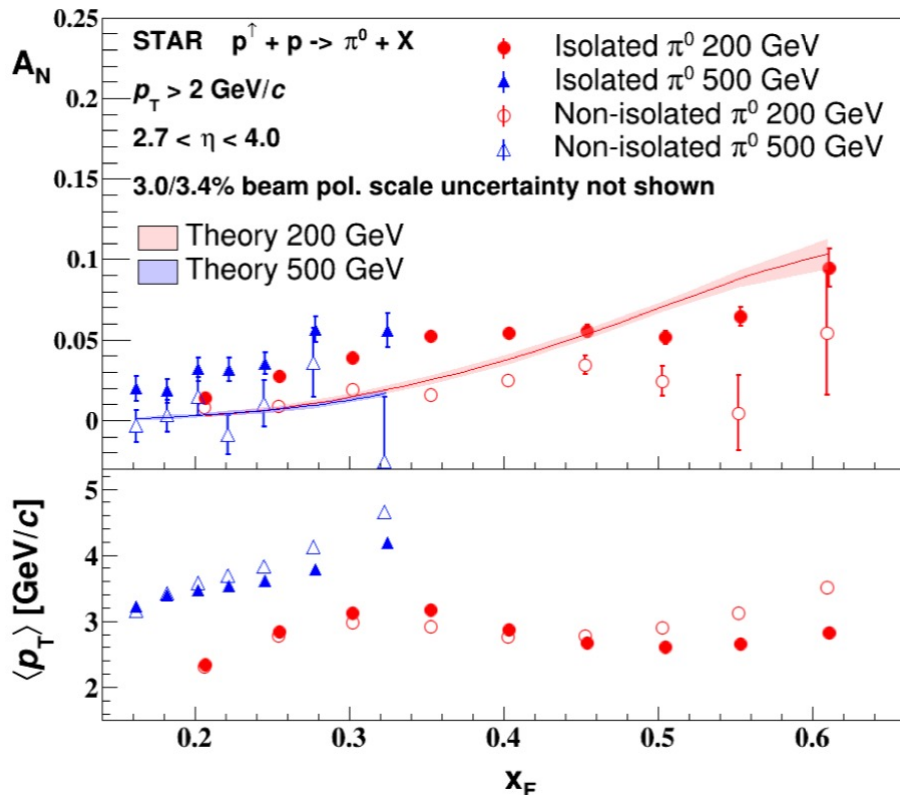 A_N
0.25
0.2
0.15
0.1
0.05
0
STAR p↑ + p -> π⁰ + X
p_T > 2 GeV/c
2.7 < η < 4.0
3.0/3.4% beam pol. scale uncertainty not shown
Isolated π⁰ 200 GeV
Isolated π⁰ 500 GeV
Non-isolated π⁰ 200 GeV
Non-isolated π⁰ 500 GeV
Theory 200 GeV
Theory 500 GeV
⟨p_T⟩ [GeV/c]
5
4
3
2
0.2 0.3 0.4 0.5 0.6
x_F